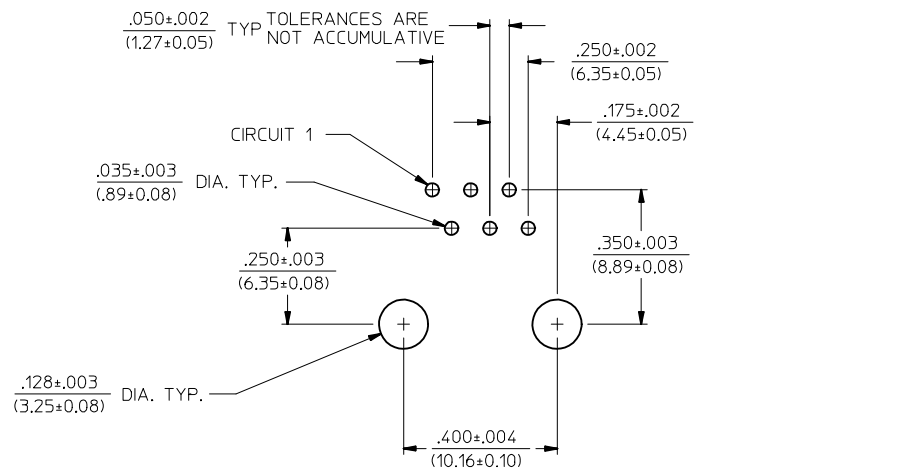 .050±.002
(1.27±0.05)
TYP
TOLERANCES ARE
NOT ACCUMULATIVE
.250±.002
(6.35±0.05)
.175±.002
(4.45±0.05)
CIRCUIT 1
.035±.003
(.89±0.08)
DIA. TYP.
.250±.003
(6.35±0.08)
.350±.003
(8.89±0.08)
.128±.003
(3.25±0.08)
DIA. TYP.
.400±.004
(10.16±0.10)